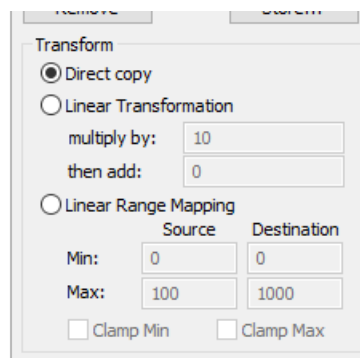 Transform
Direct copy
Linear Transformation
multiply by: 10
then add: 0
Linear Range Mapping
Source Destination
Min: 0 0
Max: 100 1000
Clamp Min Clamp Max